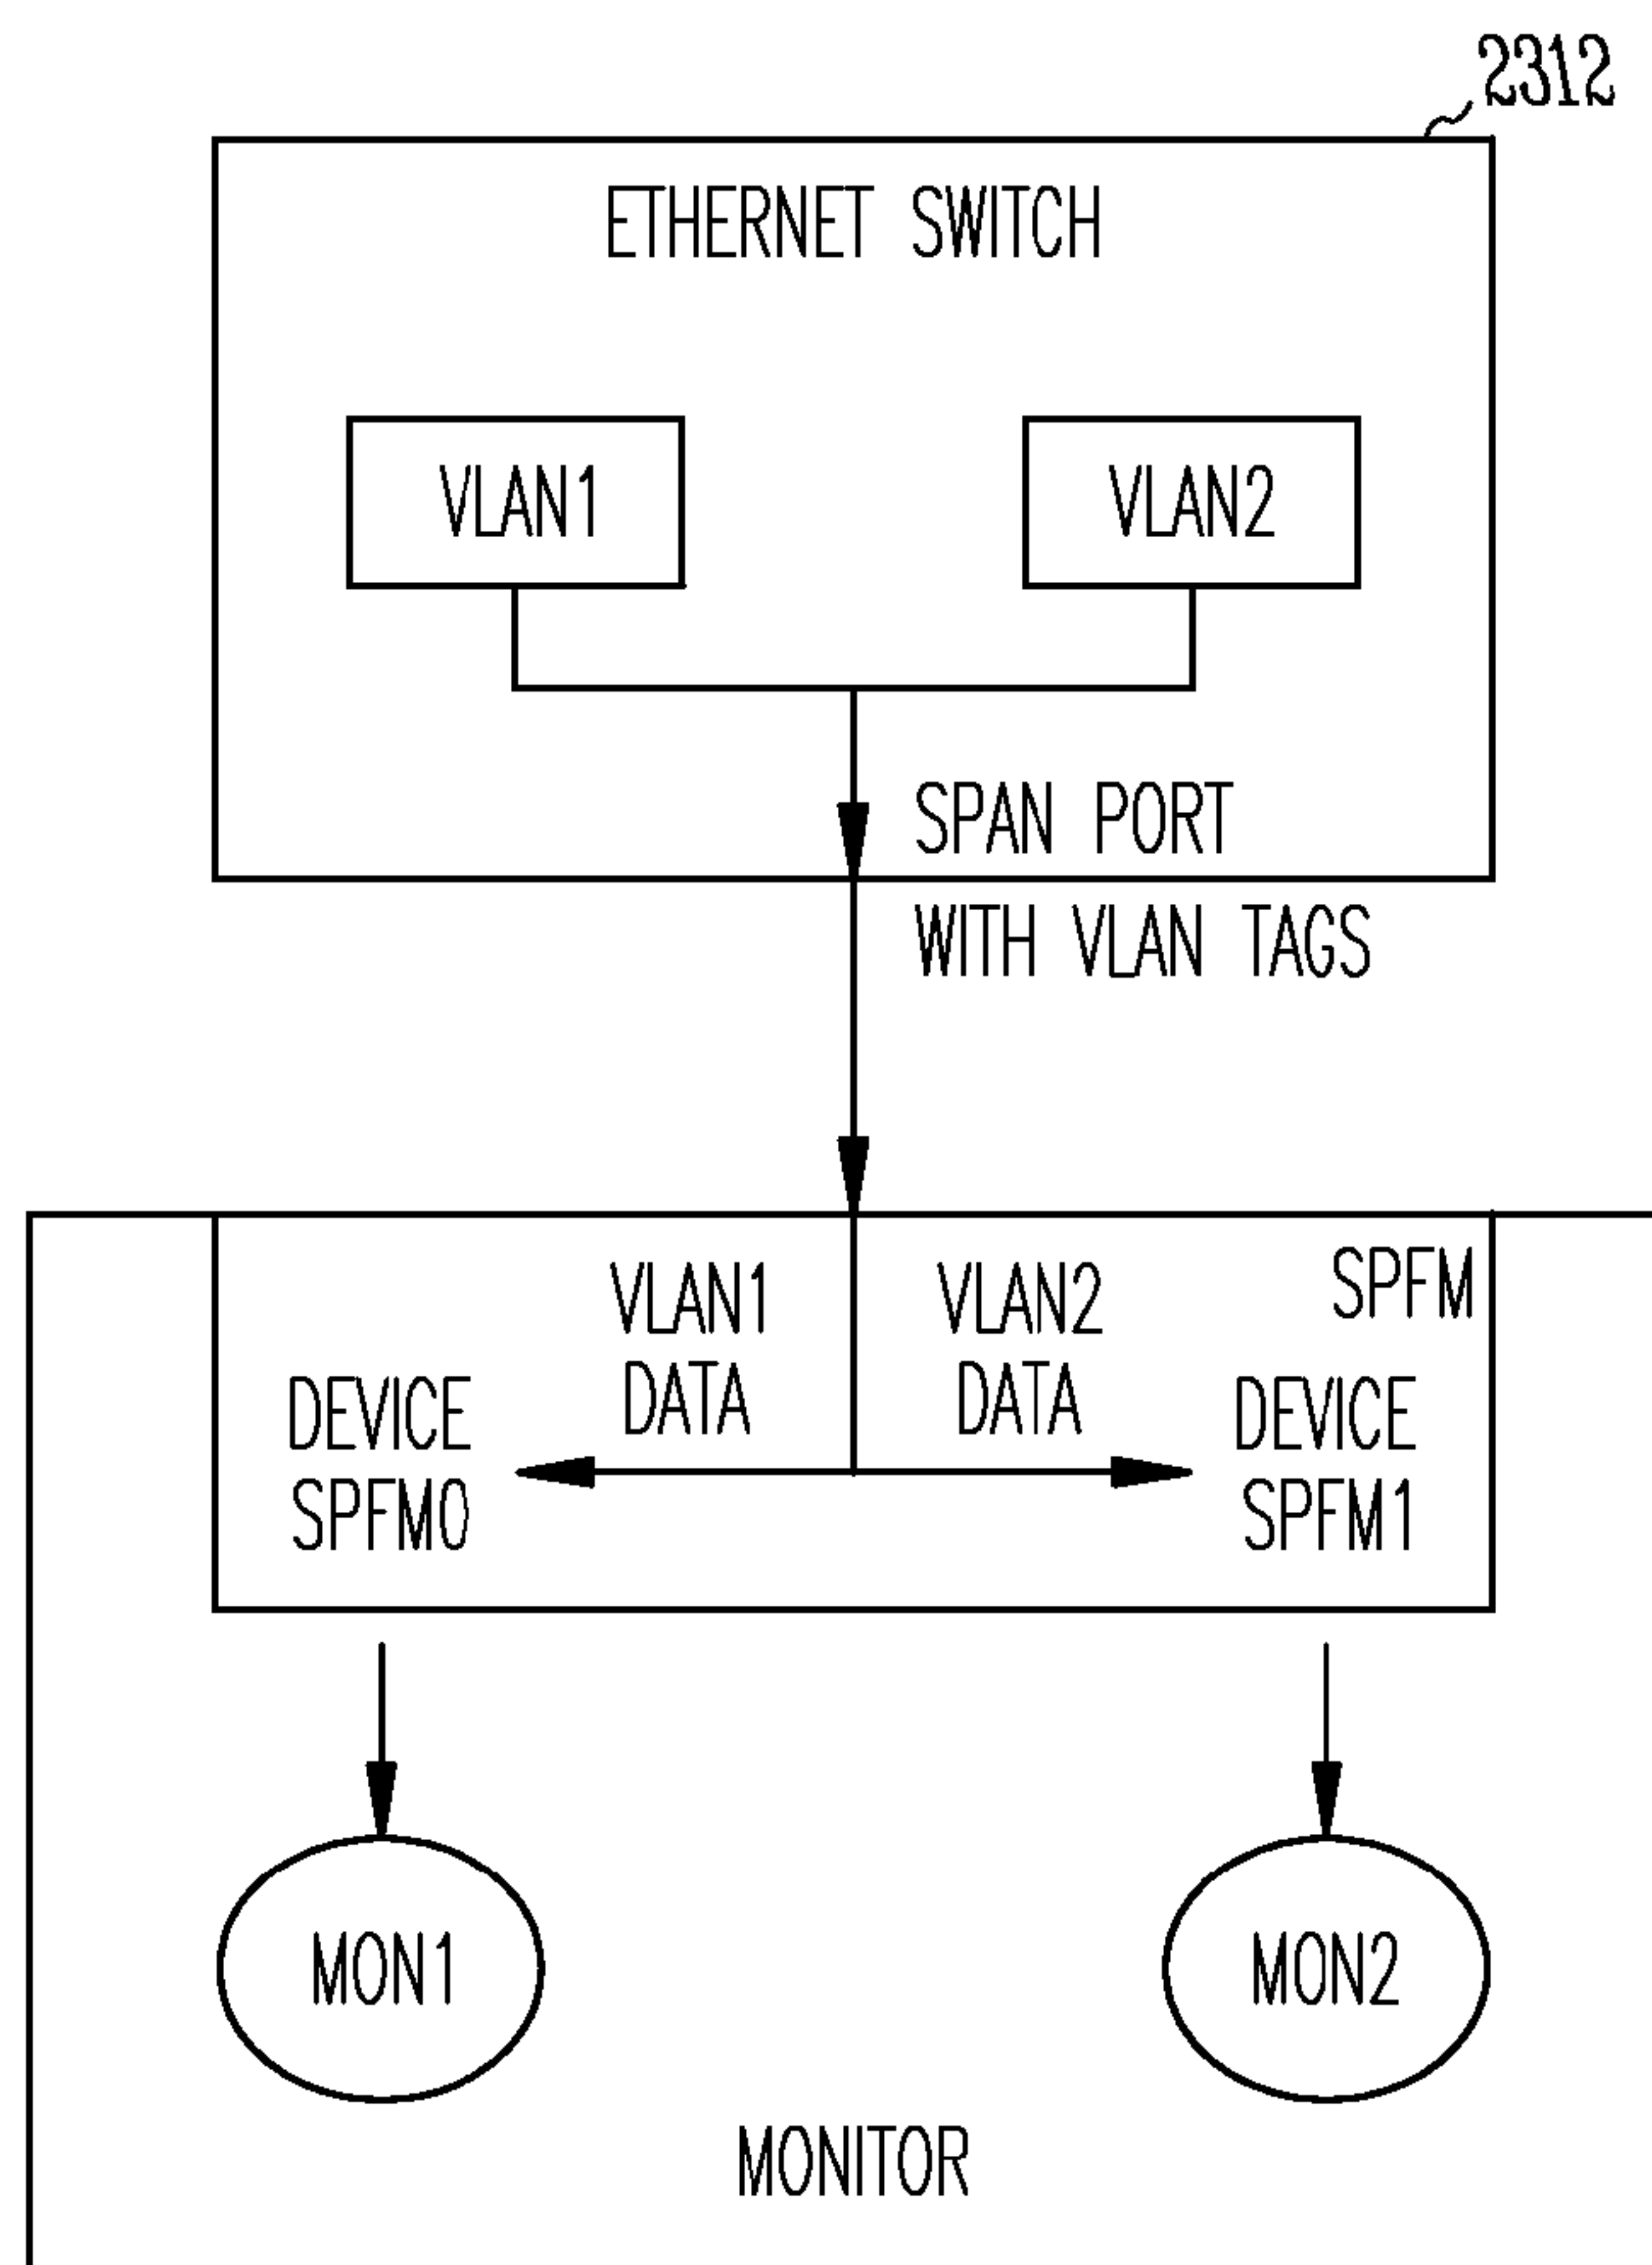 2312
ETHERNET SWITCH
VLAN1
VLAN2
SPAN PORT
WITH VLAN TAGS
SPFM
VLAN1
DATA
VLAN2
DATA
DEVICE
SPFM0
DEVICE
SPFM1
MON1
MON2
MONITOR